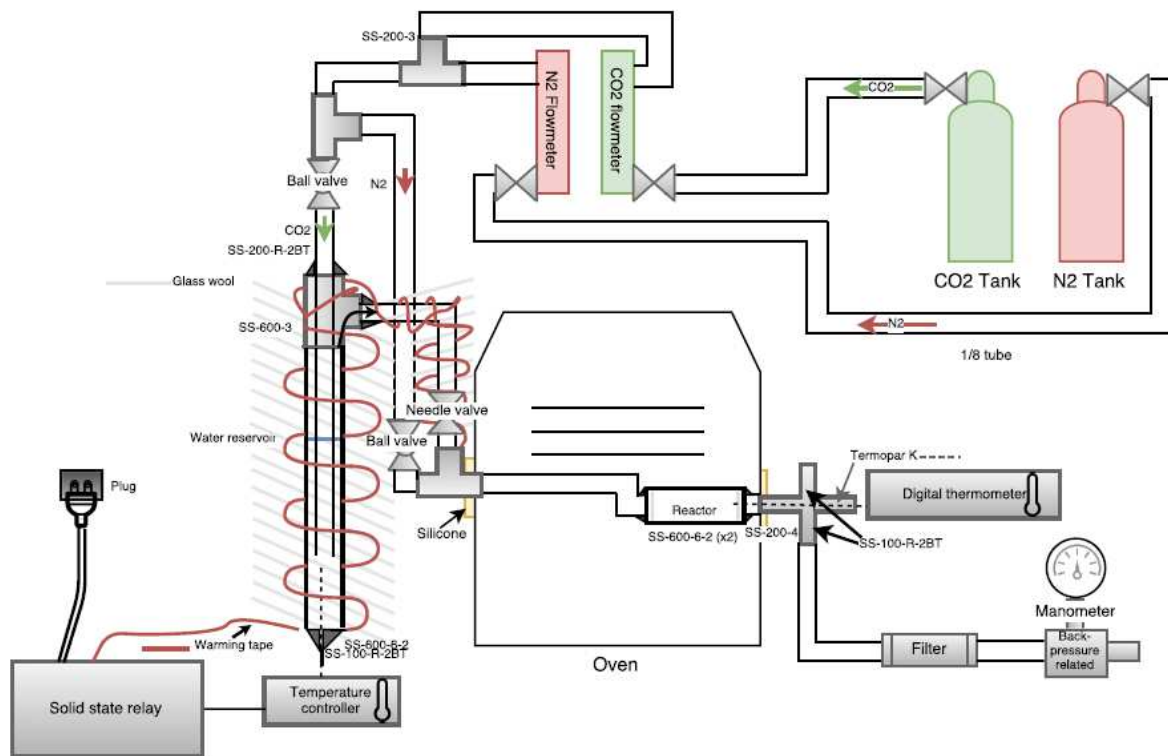 SS-200-3
N2 Flowmeter
CO2 flowmeter
CO2
CO2 Tank
N2 Tank
Ball valve
N2
CO2
SS-200-R-2BT
Glass wool
SS-600-3
N2
1/8 tube
Needle valve
Water reservoir
Ball valve
Termopar K
Plug
Digital thermometer
Reactor
Silicone
SS-600-6-2 (x2)
SS-200-4
SS-100-R-2BT
Manometer
Warming tape
SS-600-6-2
SS-100-R-2BT
Oven
Filter
Back-
pressure
related
Solid state relay
Temperature
controller